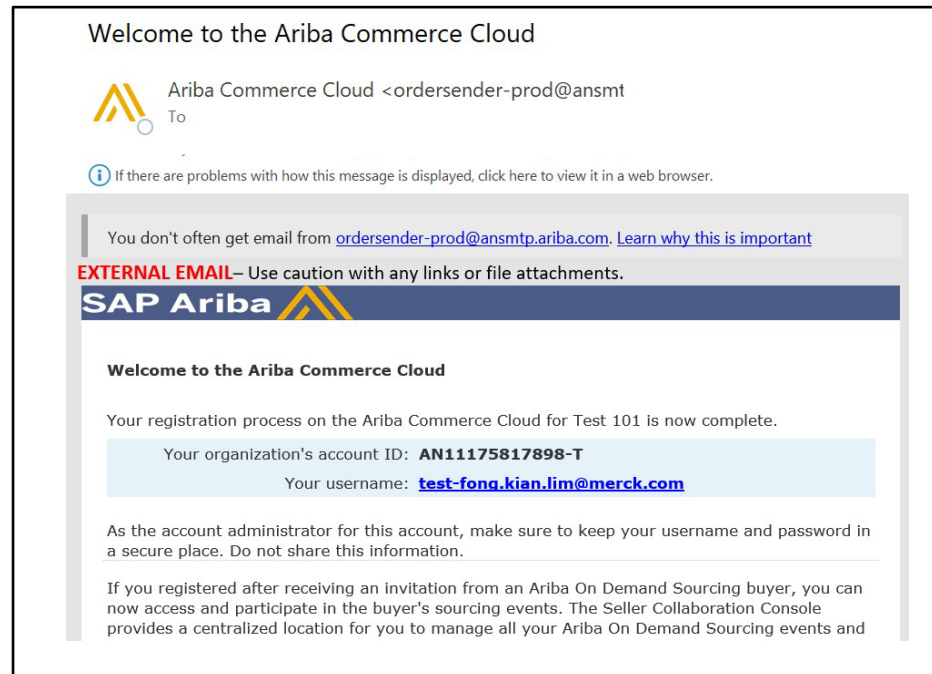 Welcome to the Ariba Commerce Cloud
Ariba Commerce Cloud <ordersender-prod@ansmt
To
If there are problems with how this message is displayed, click here to view it in a web browser.
You don't often get email from ordersender-prod@ansmtp.ariba.com. Learn why this is important
EXTERNAL EMAIL– Use caution with any links or file attachments.
SAP Ariba
Welcome to the Ariba Commerce Cloud
Your registration process on the Ariba Commerce Cloud for Test 101 is now complete.
Your organization's account ID: AN11175817898-T
Your username: test-fong.kian.lim@merck.com
As the account administrator for this account, make sure to keep your username and password in
a secure place. Do not share this information.
If you registered after receiving an invitation from an Ariba On Demand Sourcing buyer, you can
now access and participate in the buyer's sourcing events. The Seller Collaboration Console
provides a centralized location for you to manage all your Ariba On Demand Sourcing events and